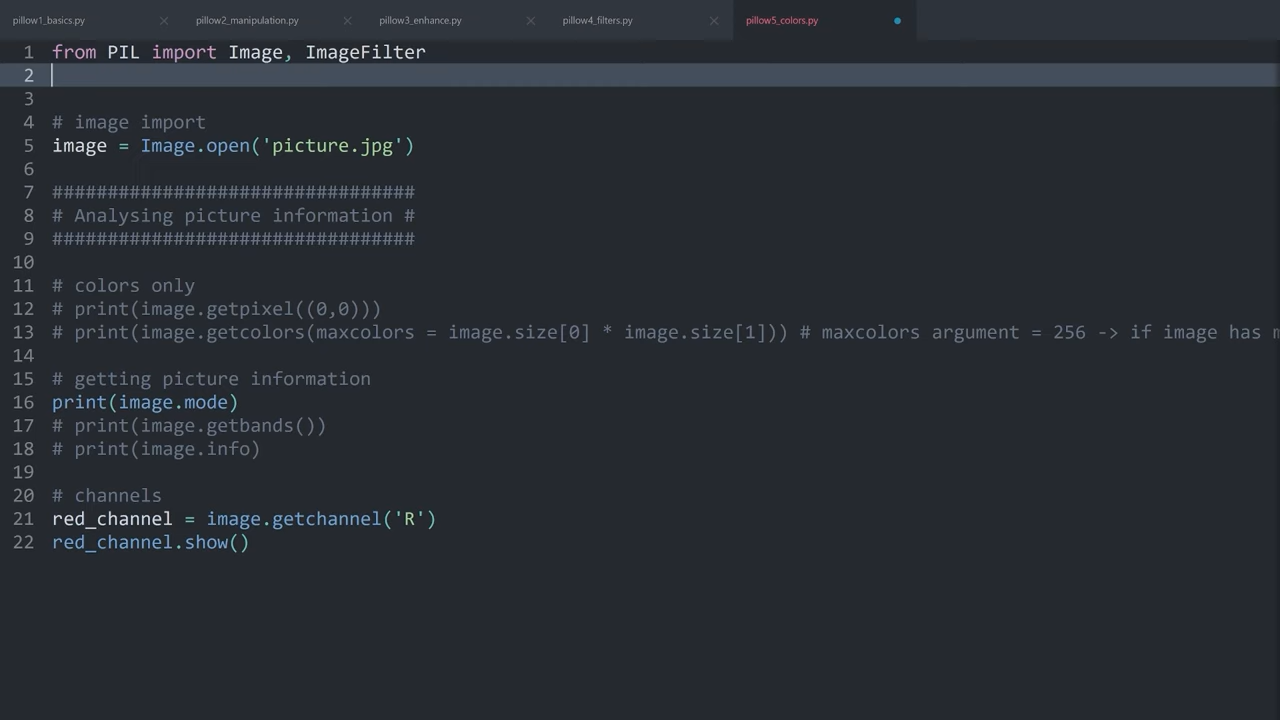 pillow1_basics.py pillow2_manipulation.py pillow3_enhance.py pillow4_filters.py pillow5_colors.py
1 from PIL import Image, ImageFilter
2
3
4 # image import
5 image = Image.open('picture.jpg')
6
7 #################################
8 # Analysing picture information #
9 #################################
10
11 # colors only
12 # print(image.getpixel((0,0)))
13 # print(image.getcolors(maxcolors = image.size[0] * image.size[1])) # maxcolors argument = 256 -> if image has
14
15 # getting picture information
16 print(image.mode)
17 # print(image.getbands())
18 # print(image.info)
19
20 # channels
21 red_channel = image.getchannel('R')
22 red_channel.show()